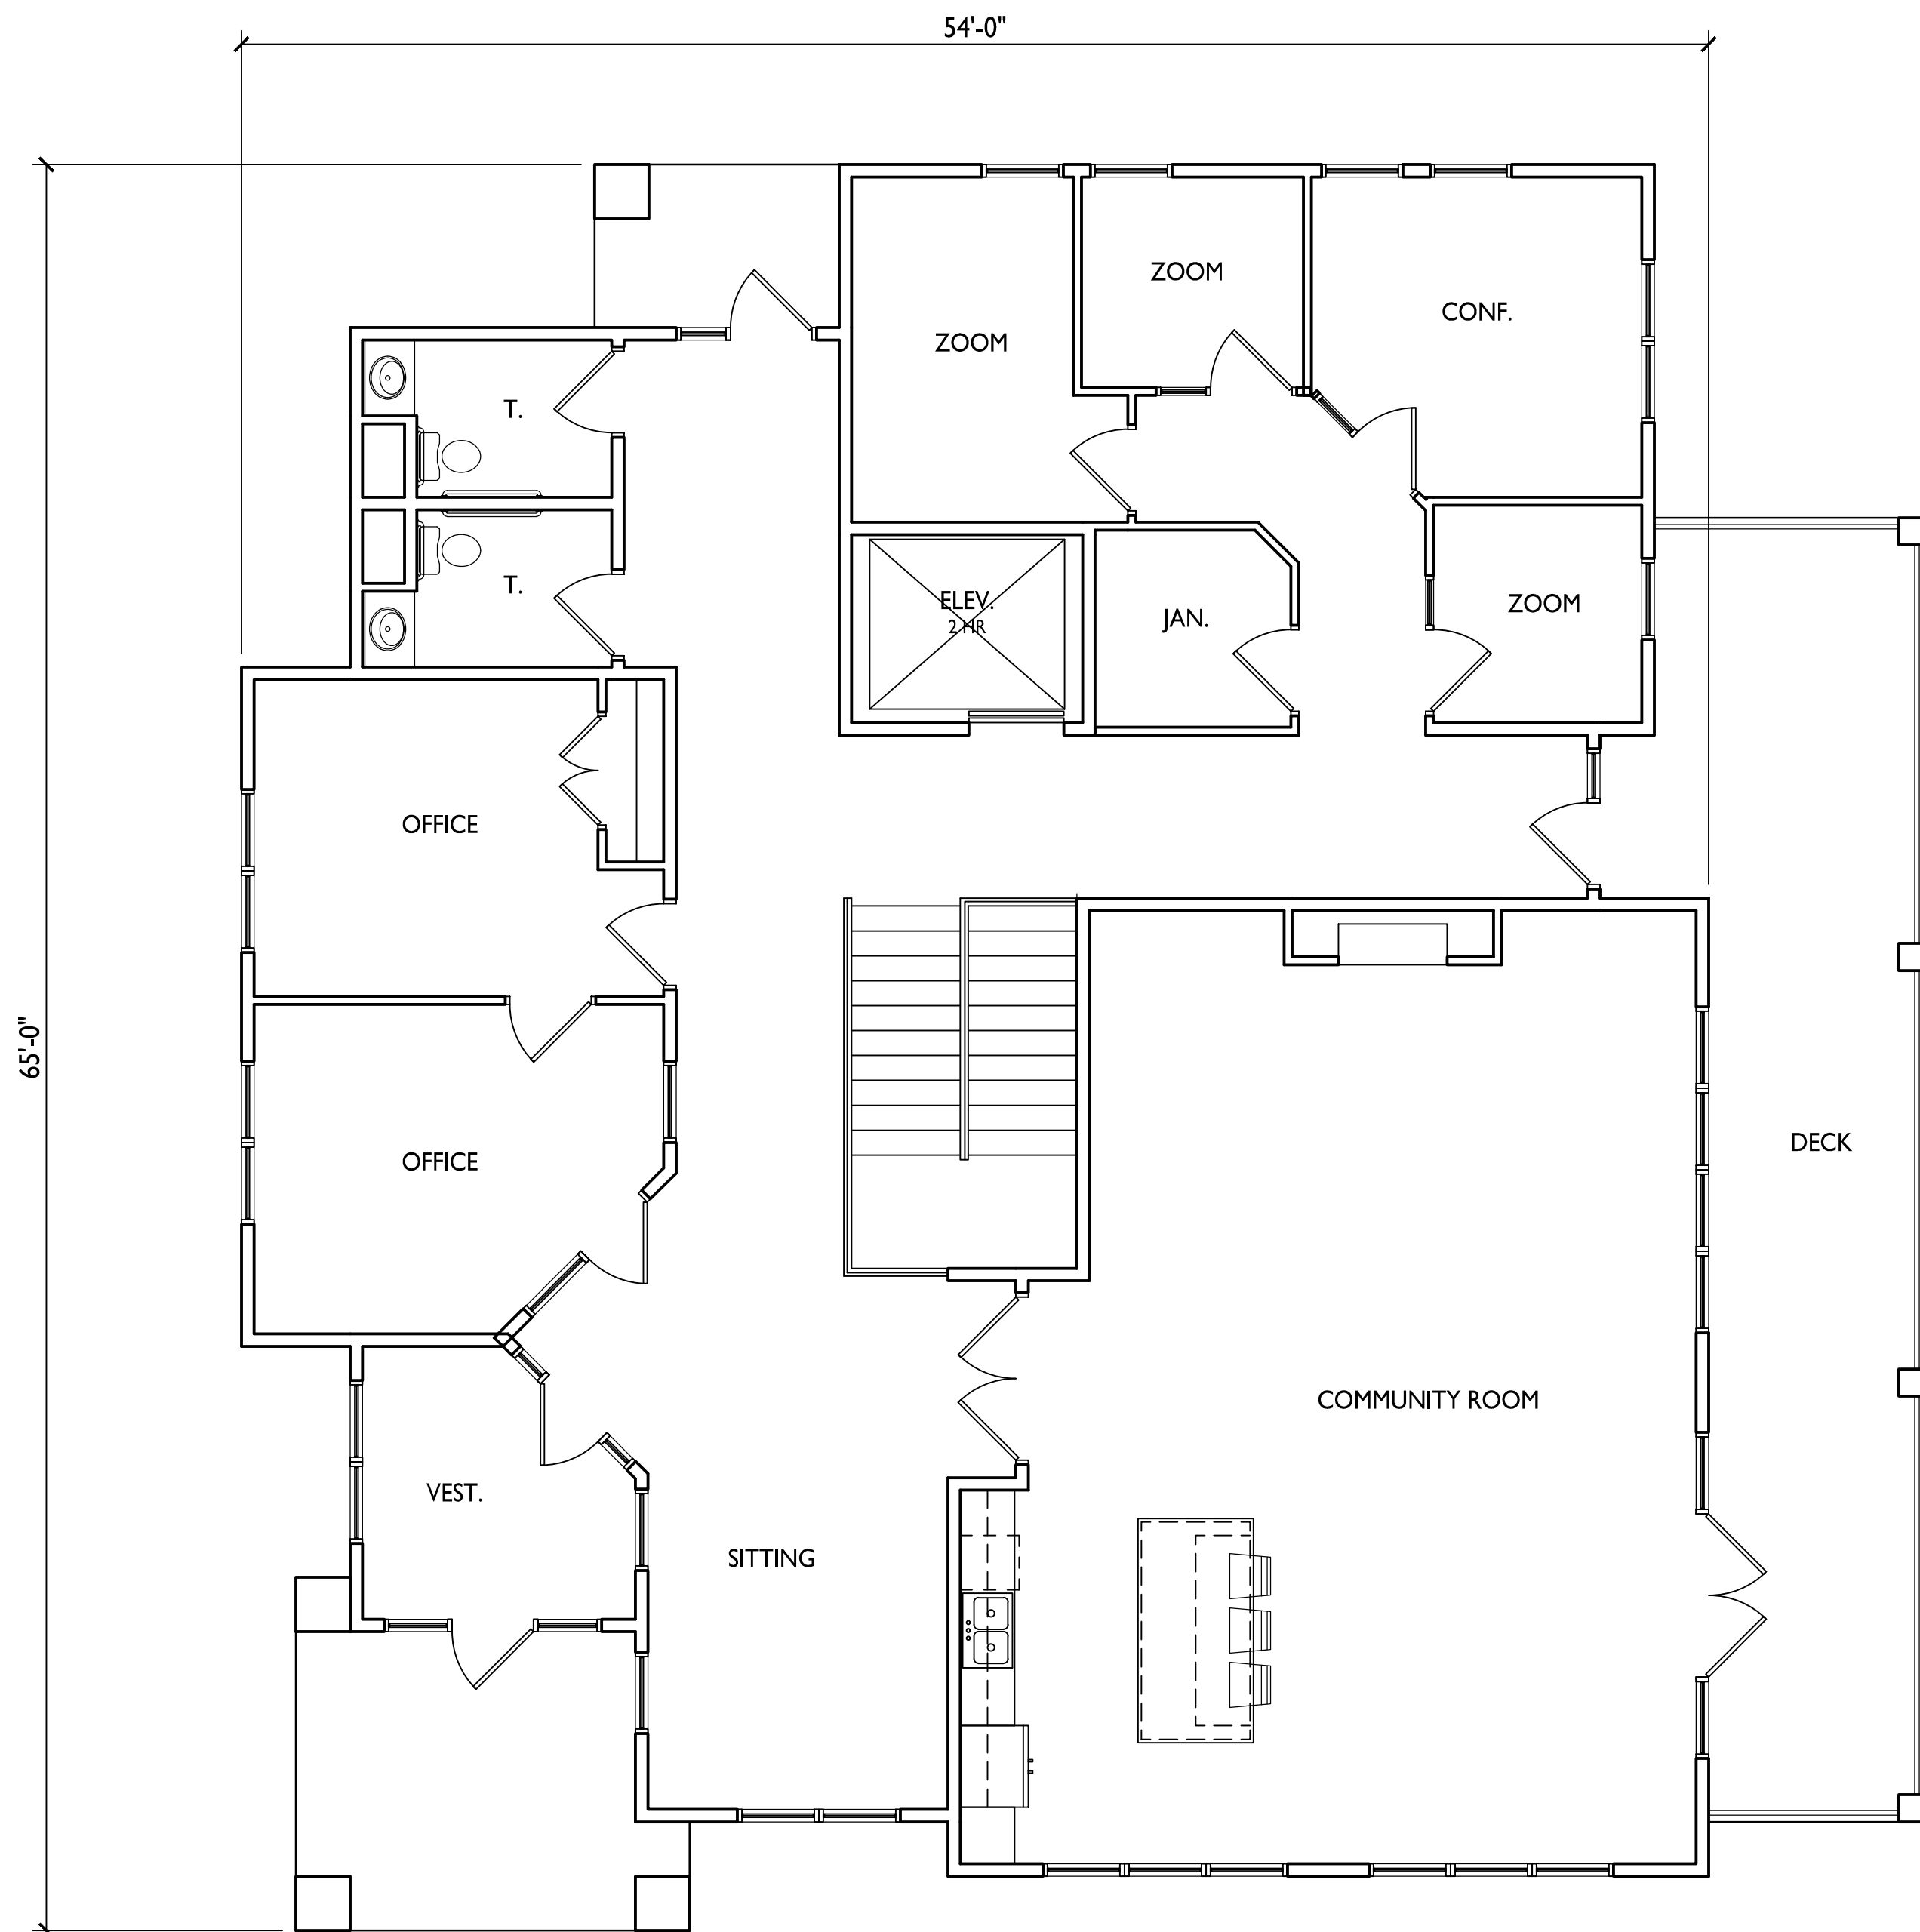 54'-0"
ZOOM
ZOOM
CONF.
T.
T.
ELEV.
2 HR
JAN.
ZOOM
OFFICE
65'-0"
OFFICE
DECK
COMMUNITY ROOM
VEST.
SITTING